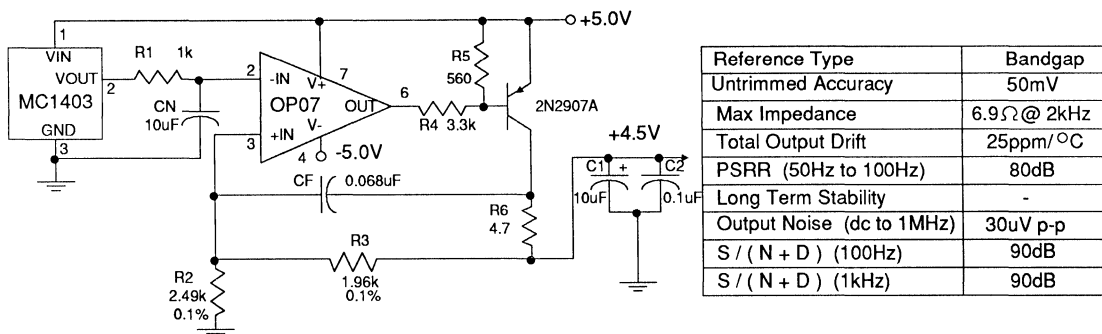 +5.0V
1
VIN
VOUT
2
MC1403
GND
3
R1 1k
CN
10uF
2
-IN
7
V+
OP07
OUT
6
+IN
3
V-
4
-5.0V
R5
560
R4 3.3k
2N2907A
+4.5V
C1
+
10uF
C2
0.1uF
CF
0.068uF
R6
4.7
R3
1.96k
0.1%
R2
2.49k
0.1%
Reference Type Bandgap
Untrimmed Accuracy 50mV
Max Impedance 6.9Ω@ 2kHz
Total Output Drift 25ppm/°C
PSRR (50Hz to 100Hz) 80dB
Long Term Stability -
Output Noise (dc to 1MHz) 30uV p-p
S / ( N + D ) (100Hz) 90dB
S / ( N + D ) (1kHz) 90dB